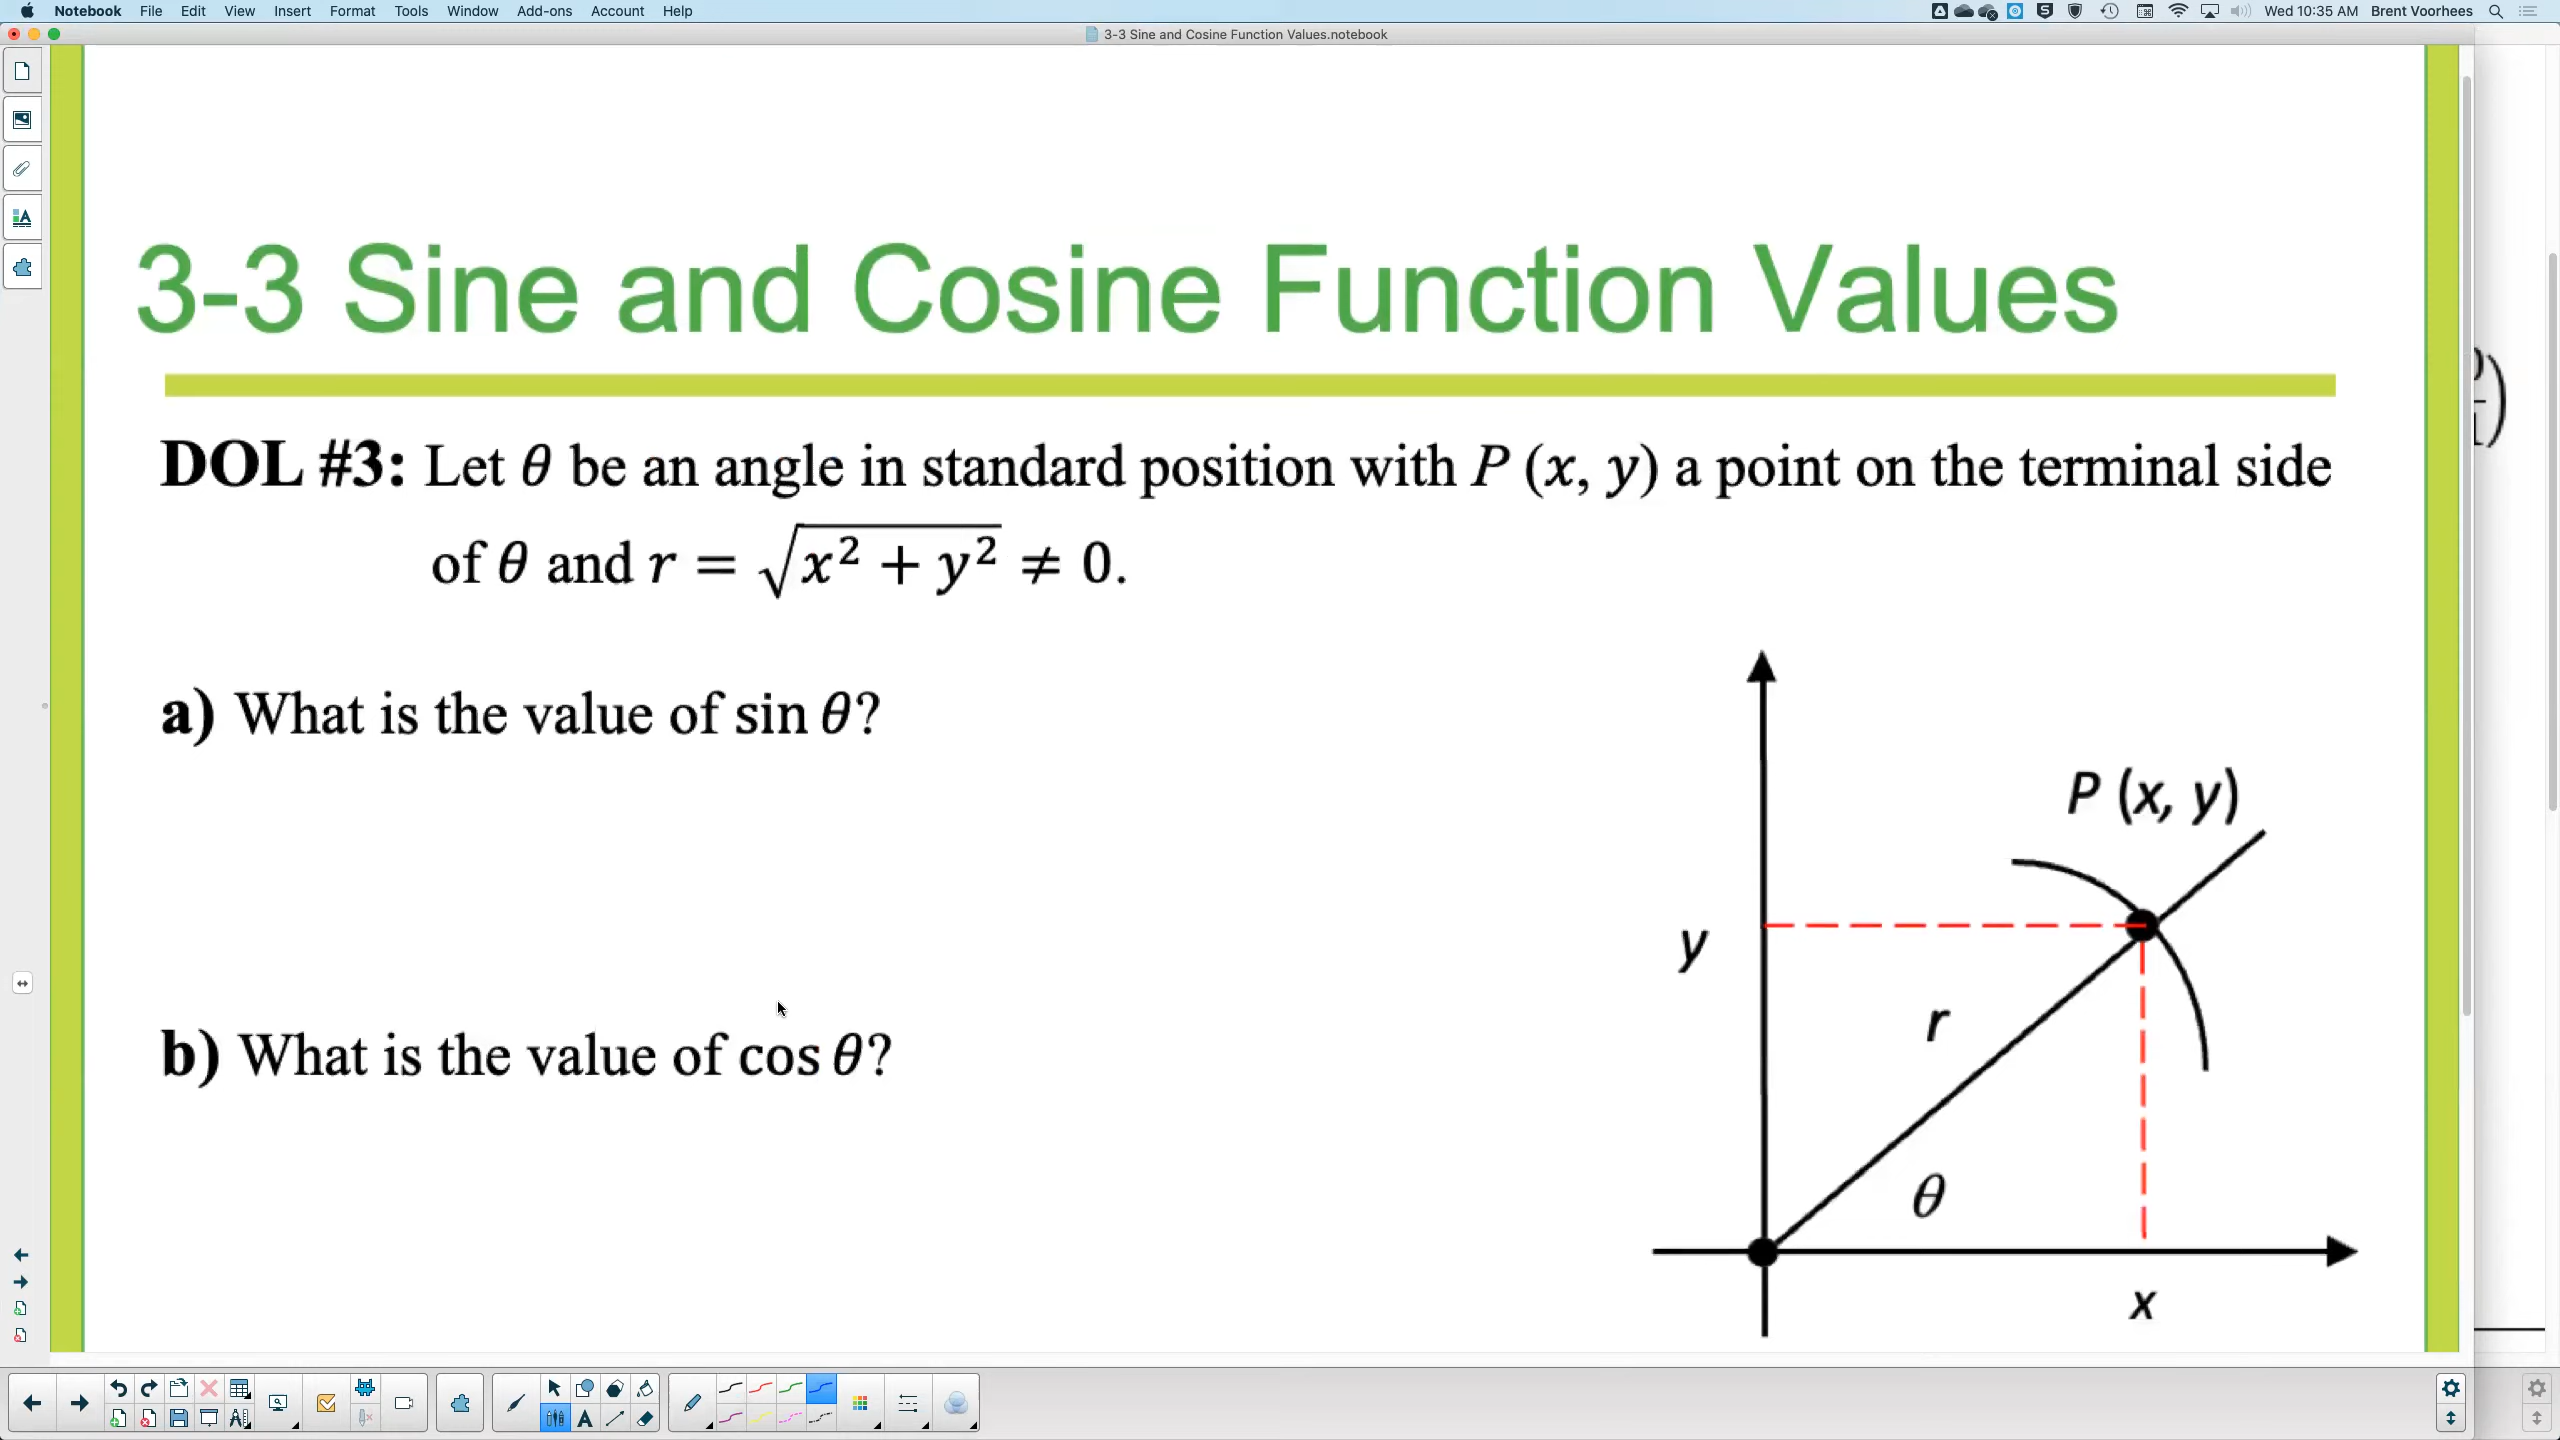 Notebook File Edit View Insert Format Tools Window Add-ons Account Help Wed 10:35 AM Brent Voorhees
3-3 Sine and Cosine Function Values.notebook
3-3 Sine and Cosine Function Values
DOL #3: Let θ be an angle in standard position with P (x, y) a point on the terminal side
of θ and r = √x² + y² ≠ 0.
a) What is the value of sin θ?
P (x, y)
y
r
b) What is the value of cos θ?
θ
x